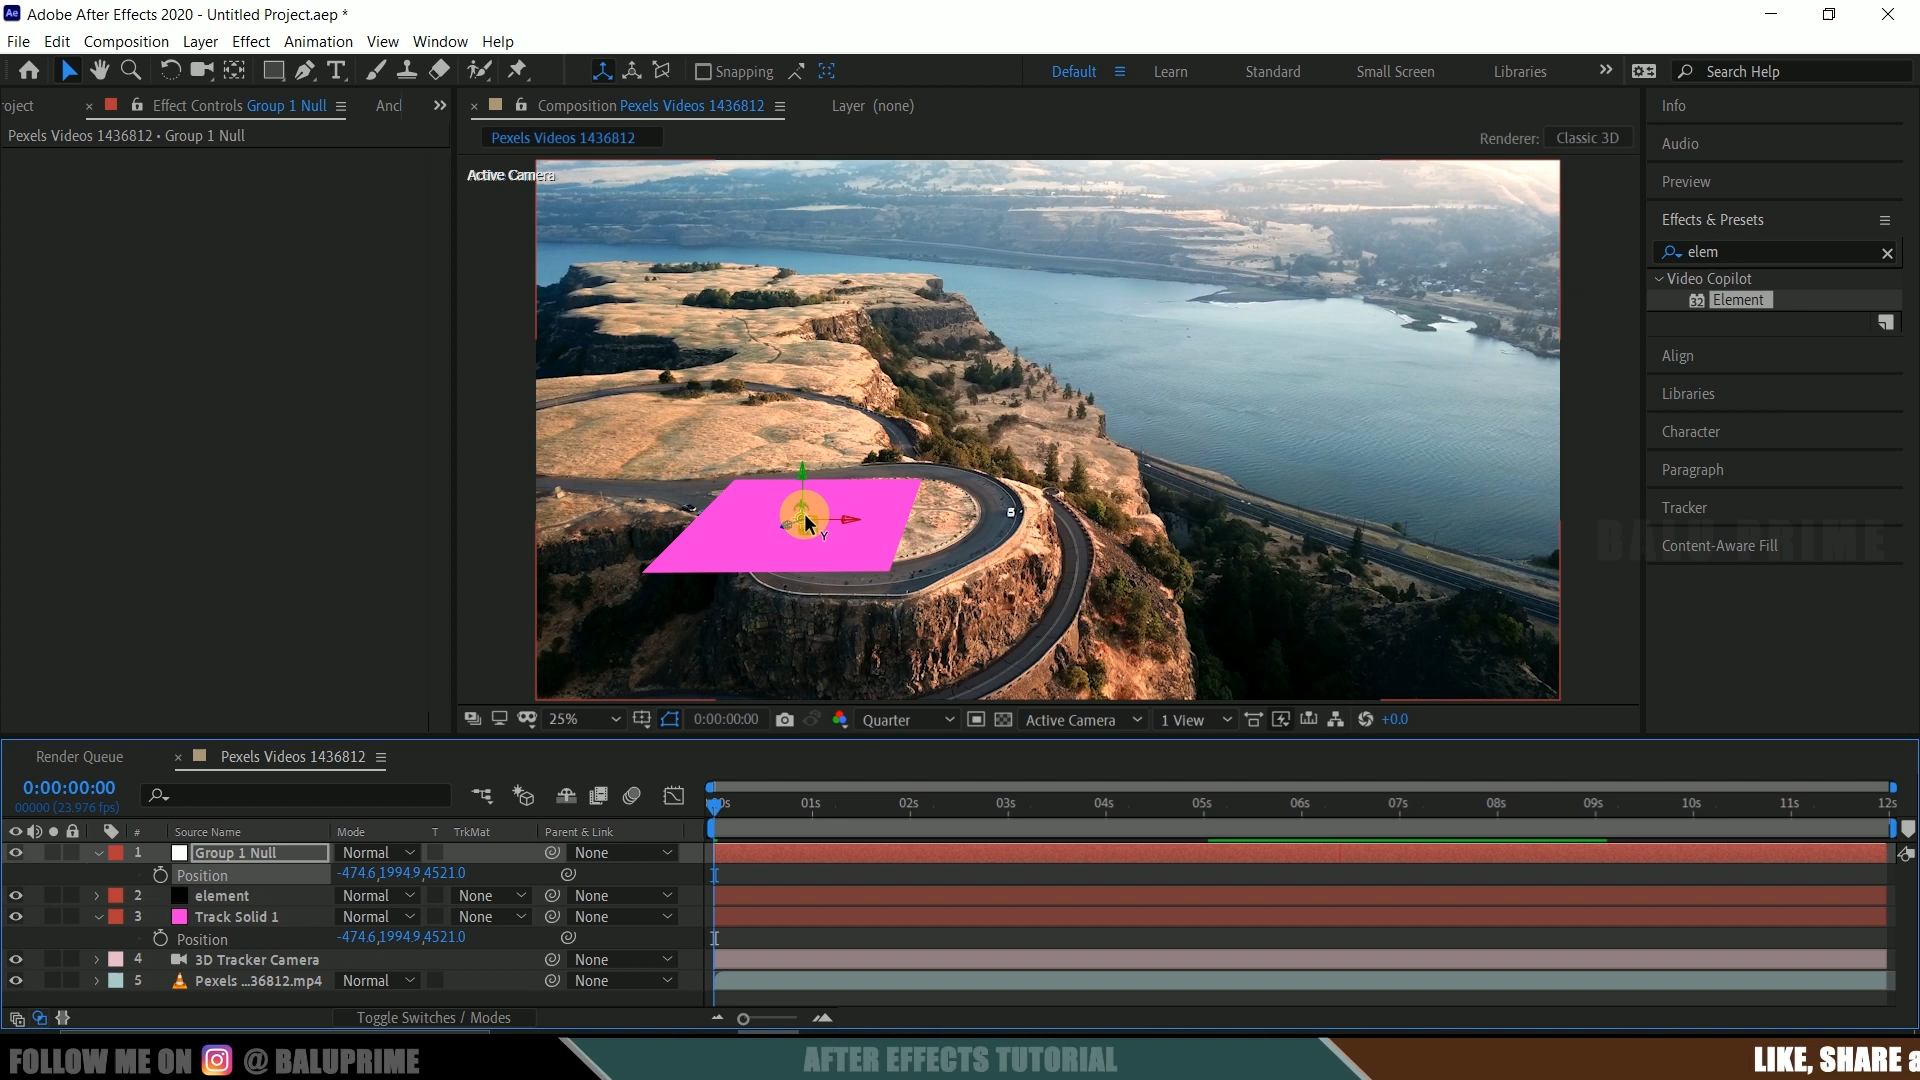 Ae Adobe After Effects 2020 - Untitled Project.aep *
File Edit Composition Layer Effect Animation View Window Help
Snapping
Default Learn Standard Small Screen Libraries Search Help
oject Effect Controls Group 1 Null
Composition Pexels Videos 1436812 Layer (none)
Pexels Videos 1436812 • Group 1 Null
Pexels Videos 1436812
Renderer: Classic 3D
Active Camera
Y
Info
Audio
Preview
Effects & Presets
elem
Video Copilot
32 Element
Align
Libraries
Character
Paragraph
Tracker
Content-Aware Fill
BALU PRIME
25% 0:00:00:00 Quarter Active Camera 1 View +0.0
Render Queue Pexels Videos 1436812
0:00:00:00
00000 (23.976 fps)
01s 02s 03s 04s 05s 06s 07s 08s 09s 10s 11s 12s
# Source Name Mode T TrkMat Parent & Link
1 Group 1 Null Normal None
Position -474.6,1994.9,4521.0
2 element Normal None None
3 Track Solid 1 Normal None None
Position -474.6,1994.9,4521.0
4 3D Tracker Camera None
5 Pexels ...36812.mp4 Normal None
Toggle Switches / Modes
FOLLOW ME ON @ BALUPRIME
AFTER EFFECTS TUTORIAL
LIKE, SHARE